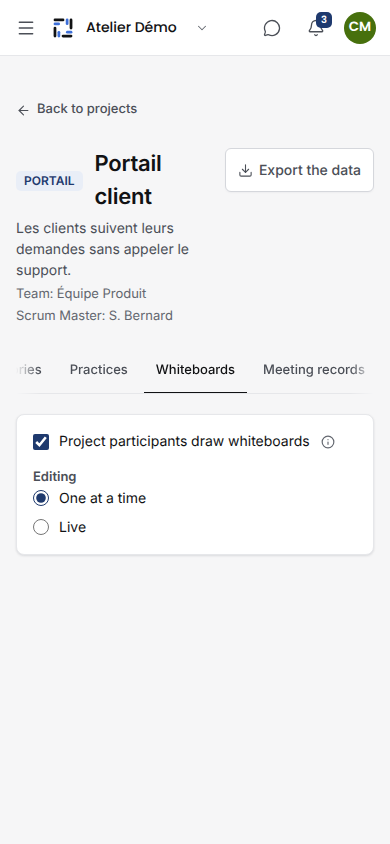 Atelier Démo
3
CM
Back to projects
PORTAIL
Portail
client
Export the data
Les clients suivent leurs
demandes sans appeler le
support.
Team: Équipe Produit
Scrum Master: S. Bernard
ries Practices Whiteboards Meeting records
Project participants draw whiteboards
Editing
One at a time
Live